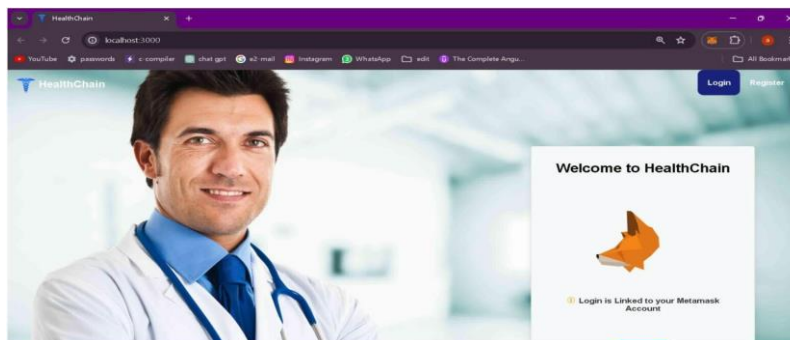 HealthChain
localhost:3000
YouTube passwords c-compiler chat gpt e2-mail Instagram WhatsApp edit The Complete Angu... All Bookmar
HealthChain Login Register
Welcome to HealthChain
Login is Linked to your Metamask
Account